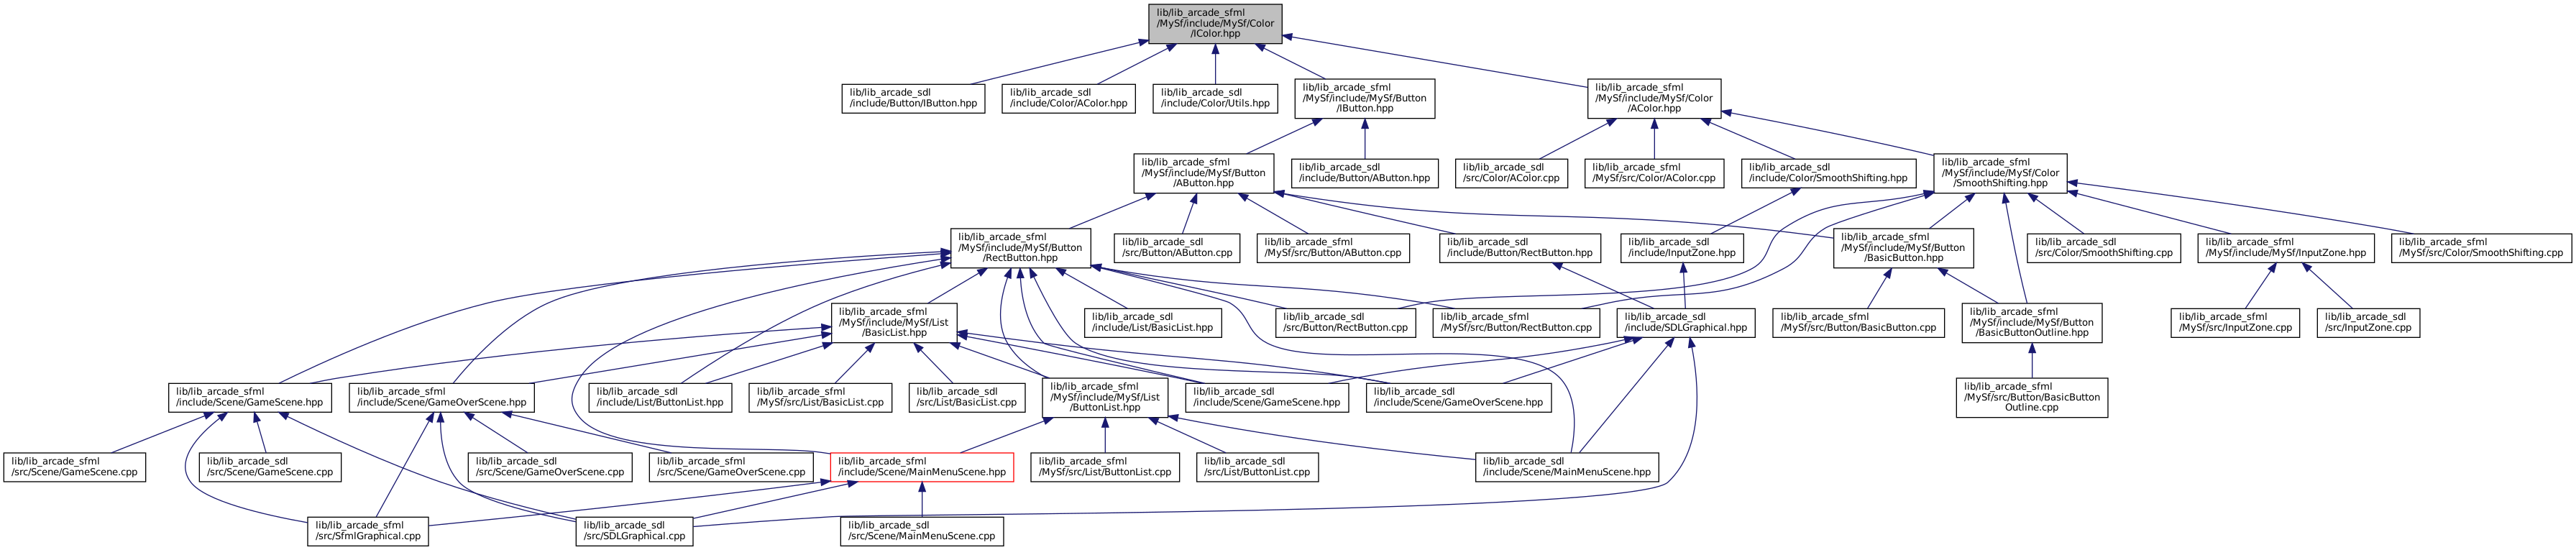 lib/lib_arcade_sfml
/MySf/include/MySf/Color
/IColor.hpp
lib/lib_arcade_sdl
/include/Button/IButton.hpp
lib/lib_arcade_sdl
/include/Color/AColor.hpp
lib/lib_arcade_sdl
/include/Color/Utils.hpp
lib/lib_arcade_sfml
/MySf/include/MySf/Button
/IButton.hpp
lib/lib_arcade_sfml
/MySf/include/MySf/Color
/AColor.hpp
lib/lib_arcade_sfml
/MySf/include/MySf/Button
/AButton.hpp
lib/lib_arcade_sdl
/include/Button/AButton.hpp
lib/lib_arcade_sdl
/src/Color/AColor.cpp
lib/lib_arcade_sfml
/MySf/src/Color/AColor.cpp
lib/lib_arcade_sdl
/include/Color/SmoothShifting.hpp
lib/lib_arcade_sfml
/MySf/include/MySf/Color
/SmoothShifting.hpp
lib/lib_arcade_sfml
/MySf/include/MySf/Button
/RectButton.hpp
lib/lib_arcade_sdl
/src/Button/AButton.cpp
lib/lib_arcade_sfml
/MySf/src/Button/AButton.cpp
lib/lib_arcade_sdl
/include/Button/RectButton.hpp
lib/lib_arcade_sdl
/include/InputZone.hpp
lib/lib_arcade_sfml
/MySf/include/MySf/Button
/BasicButton.hpp
lib/lib_arcade_sdl
/src/Color/SmoothShifting.cpp
lib/lib_arcade_sfml
/MySf/include/MySf/InputZone.hpp
lib/lib_arcade_sfml
/MySf/src/Color/SmoothShifting.cpp
lib/lib_arcade_sfml
/MySf/include/MySf/List
/BasicList.hpp
lib/lib_arcade_sdl
/include/List/BasicList.hpp
lib/lib_arcade_sdl
/src/Button/RectButton.cpp
lib/lib_arcade_sfml
/MySf/src/Button/RectButton.cpp
lib/lib_arcade_sdl
/include/SDLGraphical.hpp
lib/lib_arcade_sfml
/MySf/src/Button/BasicButton.cpp
lib/lib_arcade_sfml
/MySf/include/MySf/Button
/BasicButtonOutline.hpp
lib/lib_arcade_sfml
/MySf/src/InputZone.cpp
lib/lib_arcade_sdl
/src/InputZone.cpp
lib/lib_arcade_sfml
/include/Scene/GameScene.hpp
lib/lib_arcade_sfml
/include/Scene/GameOverScene.hpp
lib/lib_arcade_sdl
/include/List/ButtonList.hpp
lib/lib_arcade_sfml
/MySf/src/List/BasicList.cpp
lib/lib_arcade_sdl
/src/List/BasicList.cpp
lib/lib_arcade_sfml
/MySf/include/MySf/List
/ButtonList.hpp
lib/lib_arcade_sdl
/include/Scene/GameScene.hpp
lib/lib_arcade_sdl
/include/Scene/GameOverScene.hpp
lib/lib_arcade_sfml
/MySf/src/Button/BasicButton
Outline.cpp
lib/lib_arcade_sfml
/src/Scene/GameScene.cpp
lib/lib_arcade_sdl
/src/Scene/GameScene.cpp
lib/lib_arcade_sdl
/src/Scene/GameOverScene.cpp
lib/lib_arcade_sfml
/src/Scene/GameOverScene.cpp
lib/lib_arcade_sfml
/include/Scene/MainMenuScene.hpp
lib/lib_arcade_sfml
/MySf/src/List/ButtonList.cpp
lib/lib_arcade_sdl
/src/List/ButtonList.cpp
lib/lib_arcade_sdl
/include/Scene/MainMenuScene.hpp
lib/lib_arcade_sfml
/src/SfmlGraphical.cpp
lib/lib_arcade_sdl
/src/SDLGraphical.cpp
lib/lib_arcade_sdl
/src/Scene/MainMenuScene.cpp